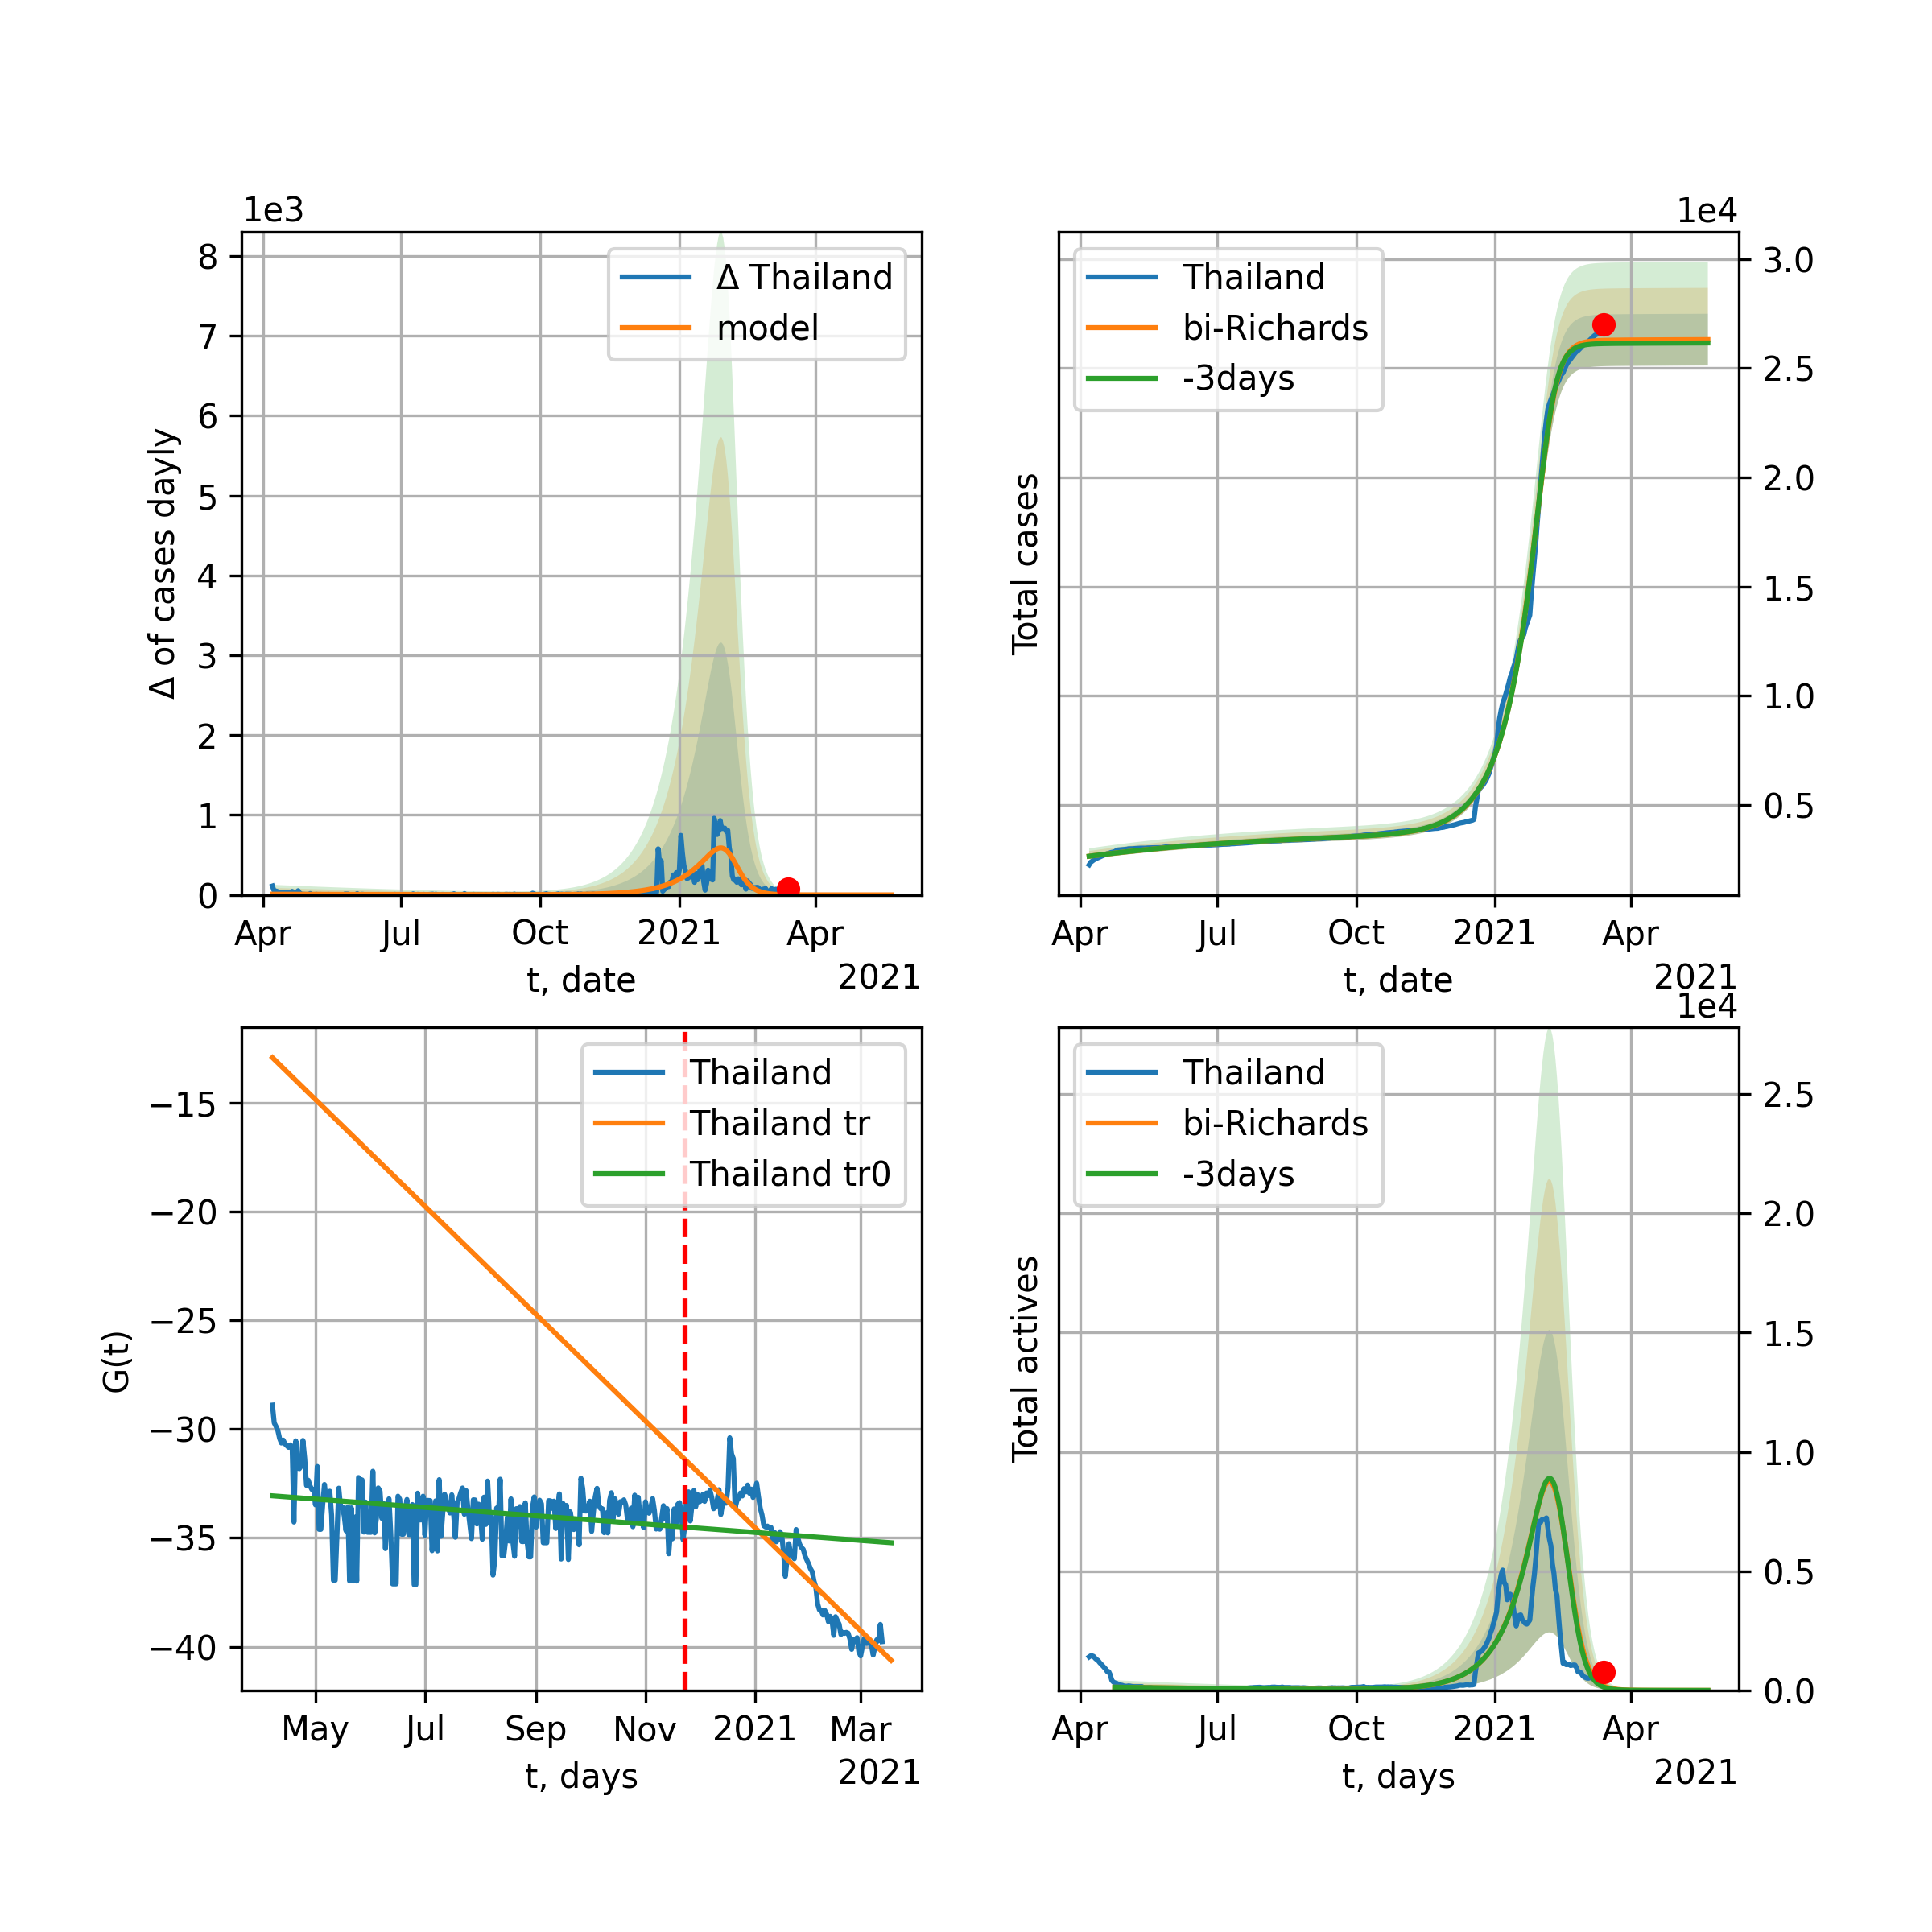 1e3
8
7
6
5
4
3
2
1
0
Δ of cases dayly
Δ Thailand
model
Apr Jul Oct 2021 Apr
t, date
2021
1e4
3.0
2.5
2.0
1.5
1.0
0.5
Total cases
Thailand
bi-Richards
-3days
Apr Jul Oct 2021 Apr
t, date
2021
−15
−20
−25
−30
−35
−40
G(t)
Thailand
Thailand tr
Thailand tr0
May Jul Sep Nov 2021 Mar
t, days
2021
1e4
2.5
2.0
1.5
1.0
0.5
0.0
Total actives
Thailand
bi-Richards
-3days
Apr Jul Oct 2021 Apr
t, days
2021